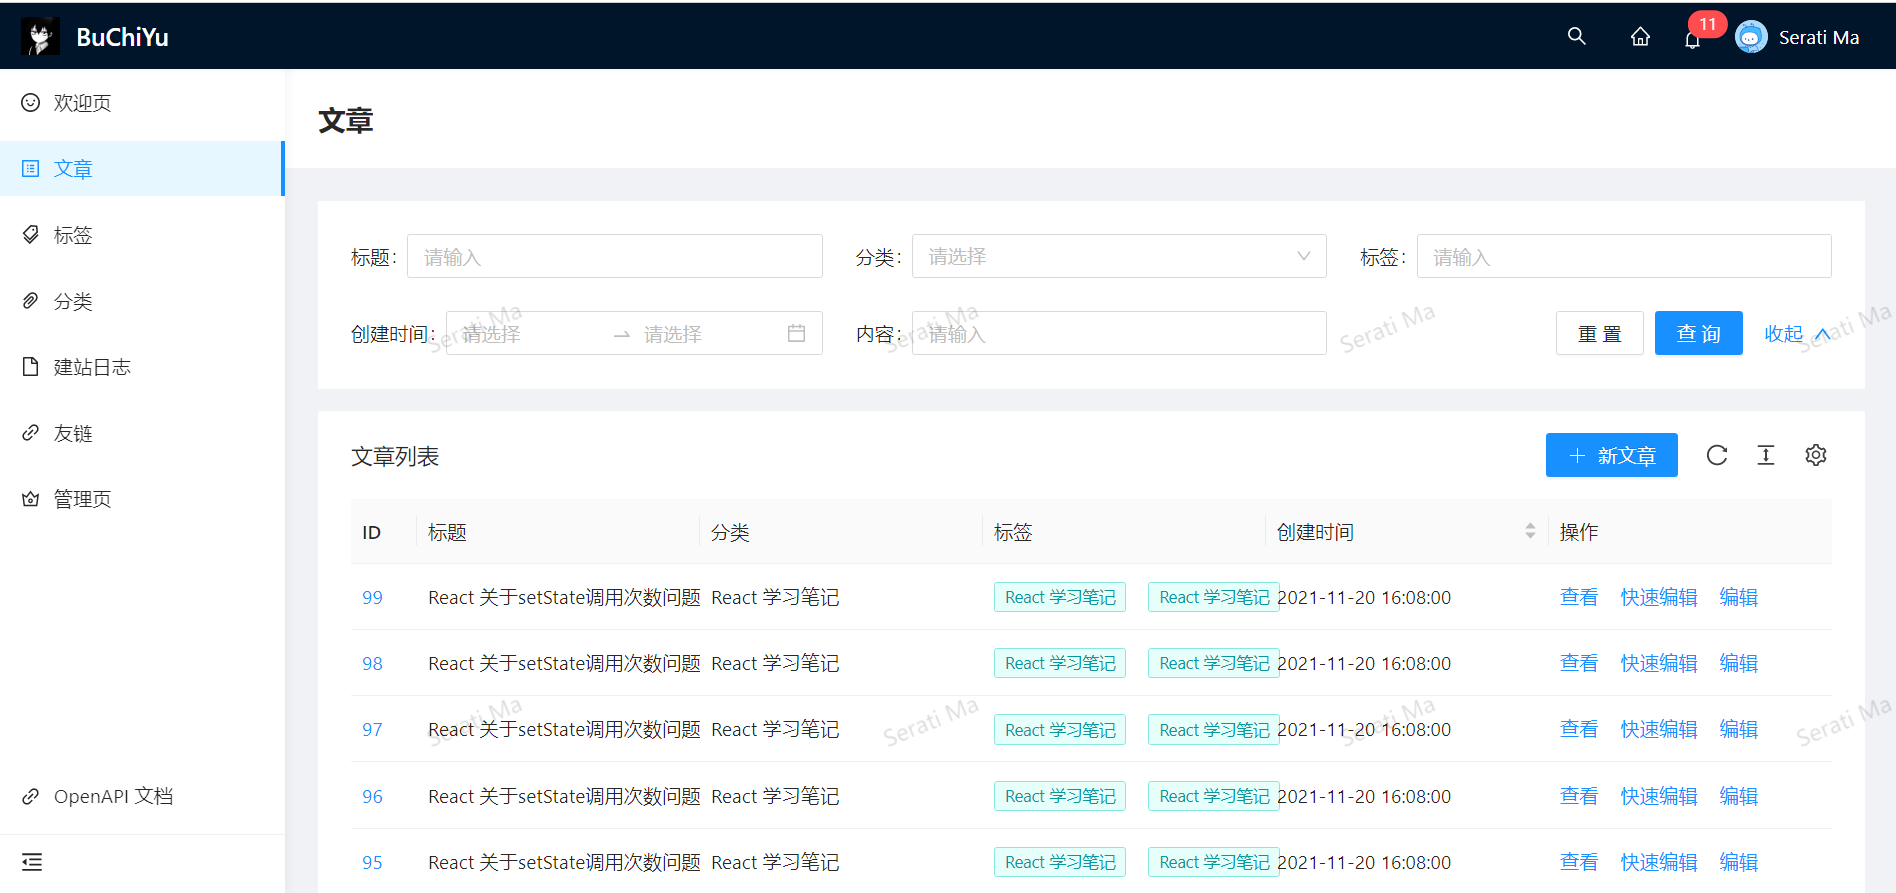 BuChiYu
11
Serati Ma
欢迎页
文章
标签
分类
建站日志
友链
管理页
OpenAPI 文档
文章
标题: 请输入 分类: 请选择 标签: 请输入
创建时间: 请选择 → 请选择 内容: 请输入 重 置 查 询 收起
Serati Ma Serati Ma Serati Ma Serati Ma
文章列表 + 新文章
ID 标题 分类 标签 创建时间 操作
99 React 关于setState调用次数问题 React 学习笔记 React 学习笔记 React 学习笔记 2021-11-20 16:08:00 查看 快速编辑 编辑
98 React 关于setState调用次数问题 React 学习笔记 React 学习笔记 React 学习笔记 2021-11-20 16:08:00 查看 快速编辑 编辑
97 React 关于setState调用次数问题 React 学习笔记 React 学习笔记 React 学习笔记 2021-11-20 16:08:00 查看 快速编辑 编辑
Serati Ma Serati Ma Serati Ma Serati Ma
96 React 关于setState调用次数问题 React 学习笔记 React 学习笔记 React 学习笔记 2021-11-20 16:08:00 查看 快速编辑 编辑
95 React 关于setState调用次数问题 React 学习笔记 React 学习笔记 React 学习笔记 2021-11-20 16:08:00 查看 快速编辑 编辑